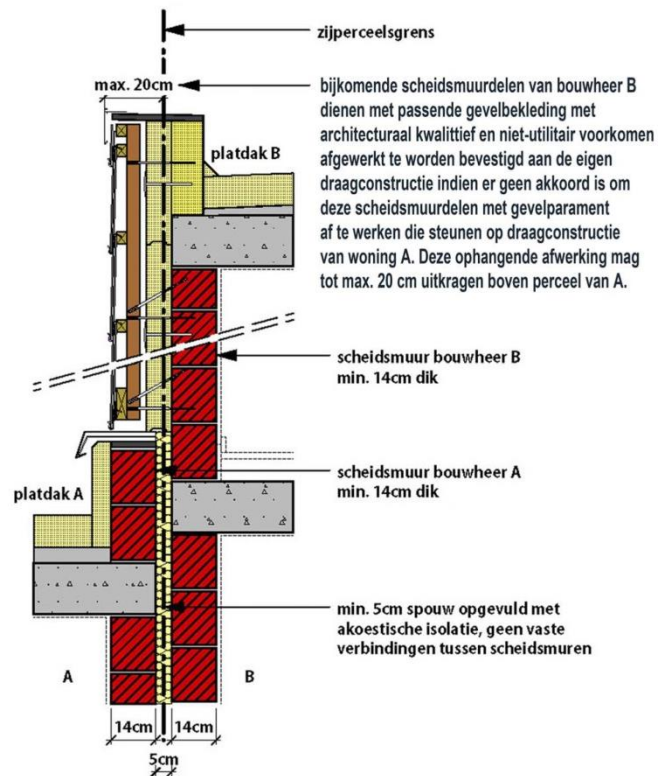 zijperceelsgrens
max. 20cm
bijkomende scheidsmuurdelen van bouwheer B
dienen met passende gevelbekleding met
architecturaal kwalittief en niet-utilitair voorkomen
afgewerkt te worden bevestigd aan de eigen
draagconstructie indien er geen akkoord is om
deze scheidsmuurdelen met gevelparament
af te werken die steunen op draagconstructie
van woning A. Deze ophangende afwerking mag
tot max. 20 cm uitkragen boven perceel van A.
platdak B
scheidsmuur bouwheer B
min. 14cm dik
scheidsmuur bouwheer A
min. 14cm dik
platdak A
min. 5cm spouw opgevuld met
akoestische isolatie, geen vaste
verbindingen tussen scheidsmuren
A
B
14cm
14cm
5cm